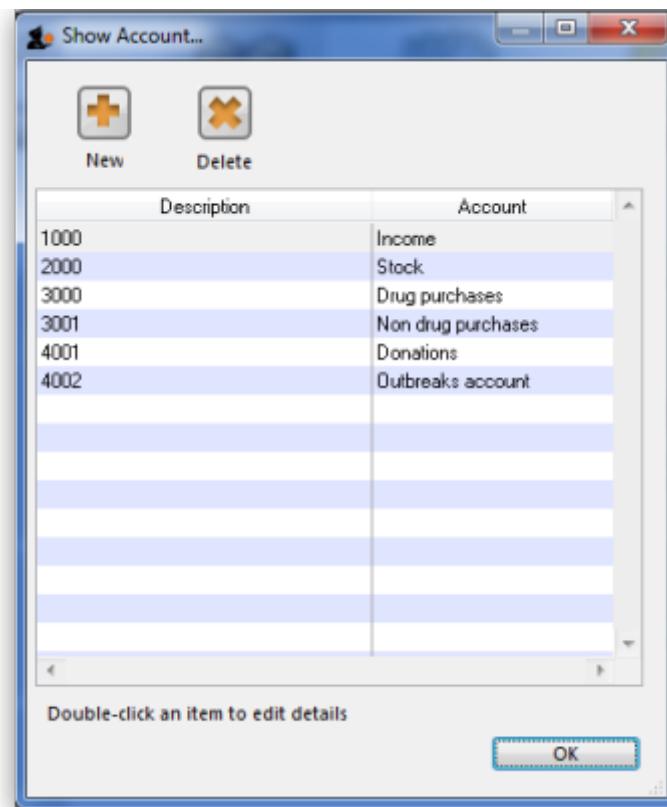 Show Account...
New Delete
Description Account
1000 Income
2000 Stock
3000 Drug purchases
3001 Non drug purchases
4001 Donations
4002 Outbreaks account
Double-click an item to edit details
OK